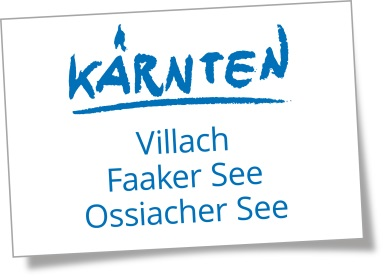 KÄRNTEN
Villach
Faaker See
Ossiacher See